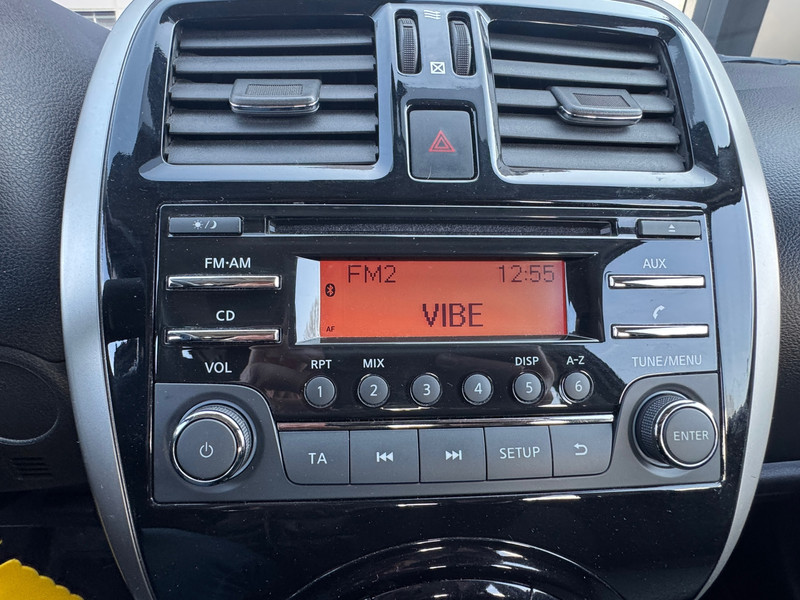 FM·AM
FM2 12:55
AUX
CD
VIBE
AF
VOL
RPT MIX DISP A-Z
TUNE/MENU
1 2 3 4 5 6
TA SETUP
ENTER